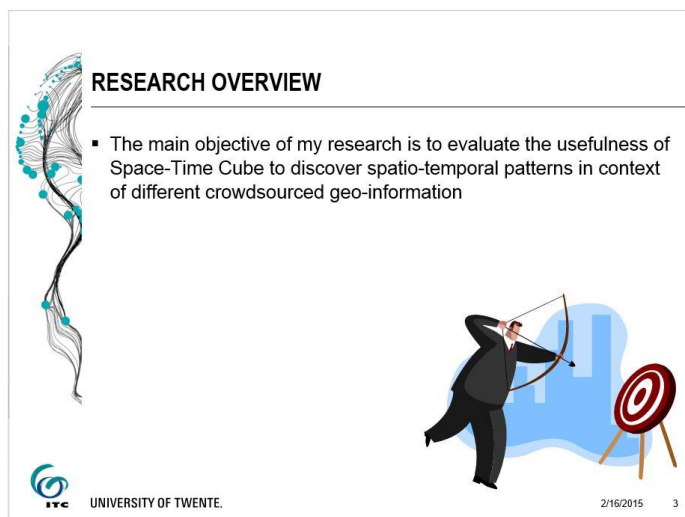 RESEARCH OVERVIEW
▪ The main objective of my research is to evaluate the usefulness of
Space-Time Cube to discover spatio-temporal patterns in context
of different crowdsourced geo-information
ITC
UNIVERSITY OF TWENTE.
2/16/2015
3